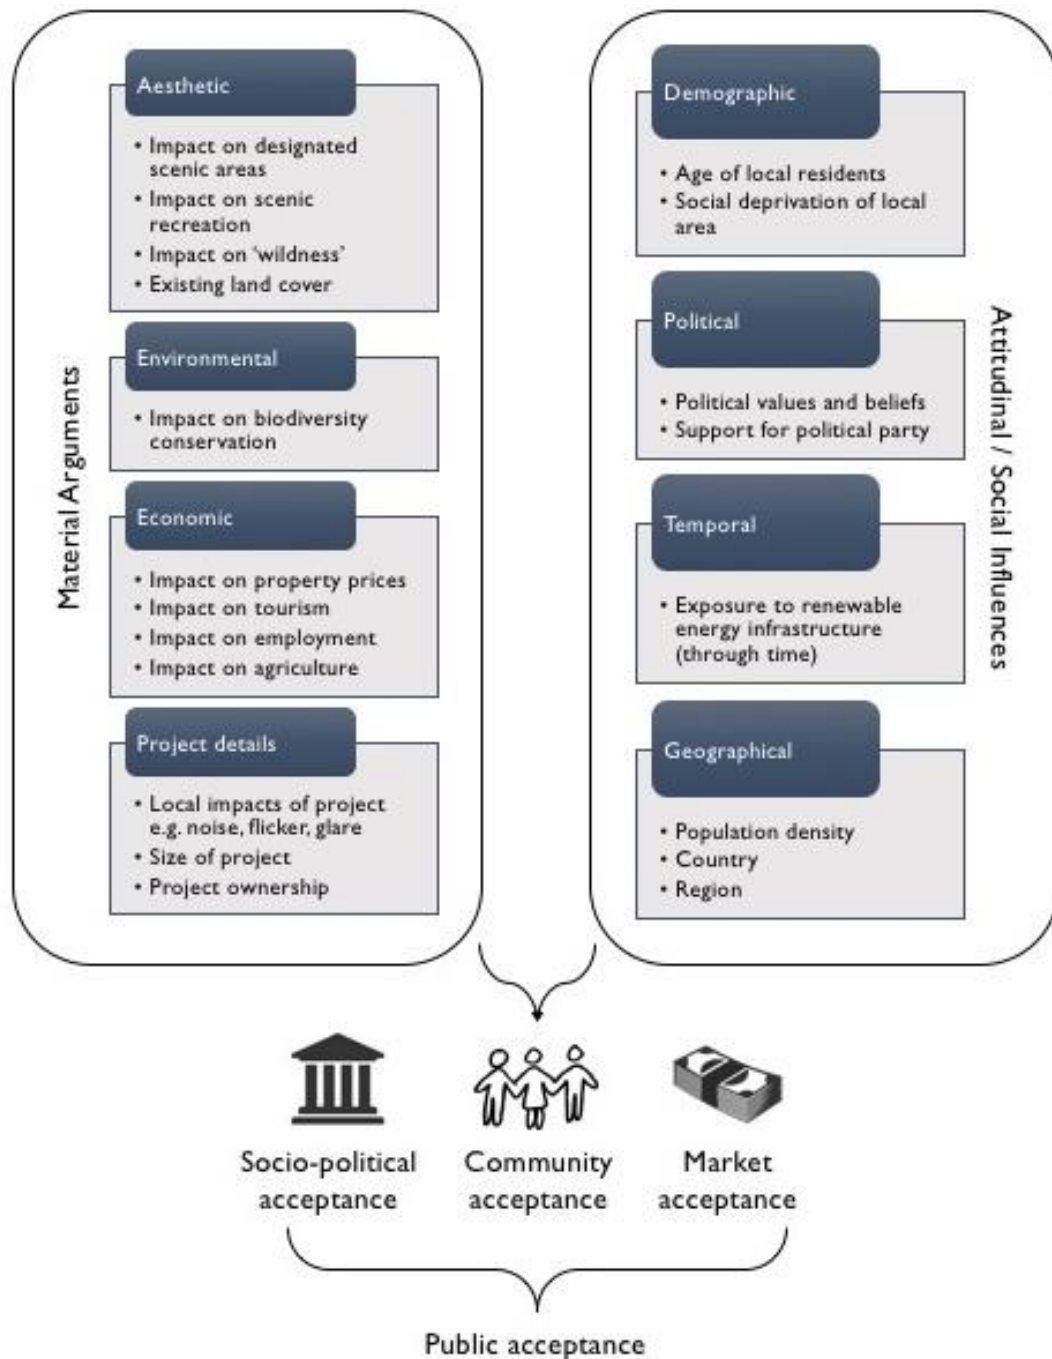 Material Arguments
Aesthetic
• Impact on designated
scenic areas
• Impact on scenic
recreation
• Impact on ‘wildness’
• Existing land cover
Environmental
• Impact on biodiversity
conservation
Economic
• Impact on property prices
• Impact on tourism
• Impact on employment
• Impact on agriculture
Project details
• Local impacts of project
e.g. noise, flicker, glare
• Size of project
• Project ownership
Attitudinal / Social Influences
Demographic
• Age of local residents
• Social deprivation of local
area
Political
• Political values and beliefs
• Support for political party
Temporal
• Exposure to renewable
energy infrastructure
(through time)
Geographical
• Population density
• Country
• Region
Socio-political
acceptance
Community
acceptance
Market
acceptance
Public acceptance